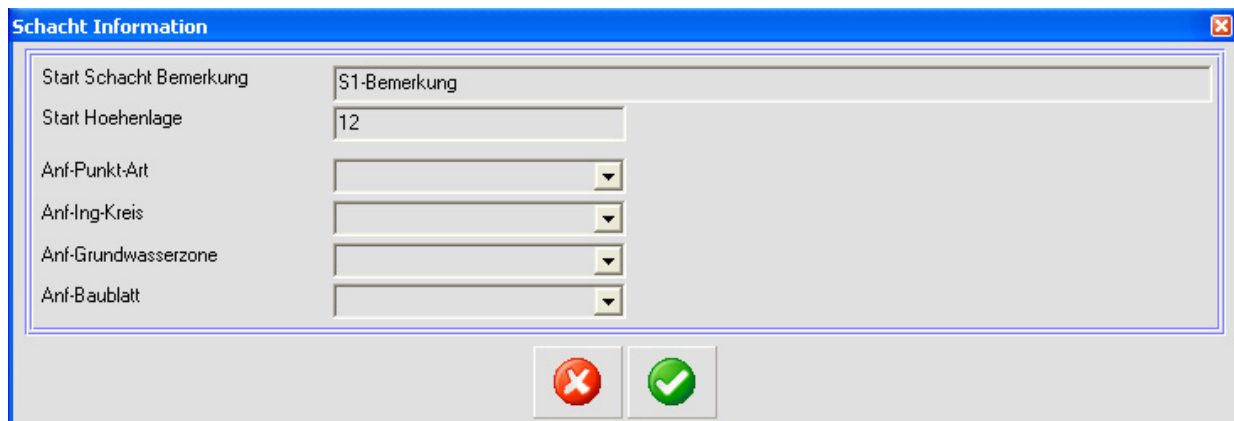 Schacht Information
Start Schacht Bemerkung S1-Bemerkung
Start Hoehenlage 12
Anf-Punkt-Art
Anf-Ing-Kreis
Anf-Grundwasserzone
Anf-Baublatt